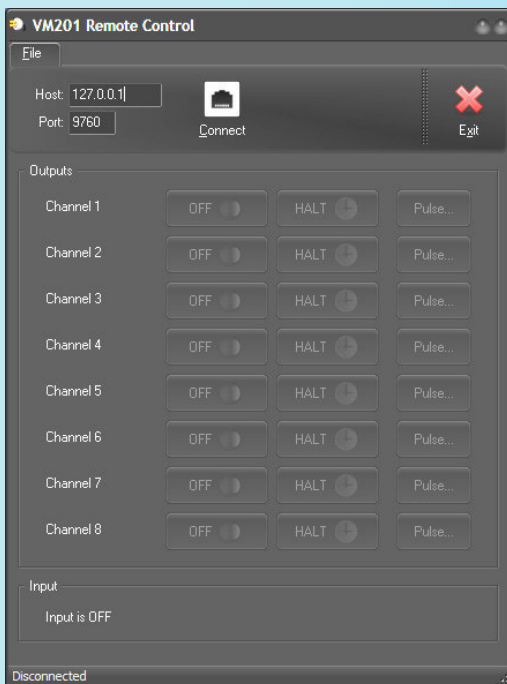 VM201 Remote Control
File
Host: 127.0.0.1
Port: 9760
Connect
Exit
Outputs
Channel 1 OFF HALT Pulse...
Channel 2 OFF HALT Pulse...
Channel 3 OFF HALT Pulse...
Channel 4 OFF HALT Pulse...
Channel 5 OFF HALT Pulse...
Channel 6 OFF HALT Pulse...
Channel 7 OFF HALT Pulse...
Channel 8 OFF HALT Pulse...
Input
Input is OFF
Disconnected